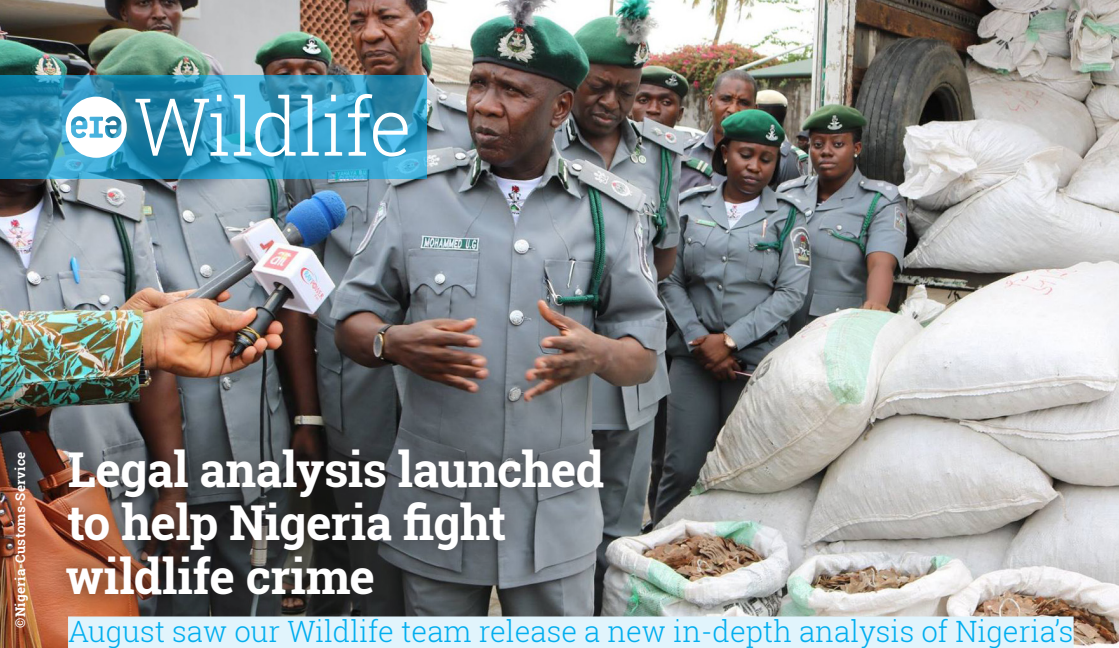 eia Wildlife
MOHAMMED U.G
©Nigeria-Customs-Service
Legal analysis launched
to help Nigeria fight
wildlife crime
August saw our Wildlife team release a new in-depth analysis of Nigeria's